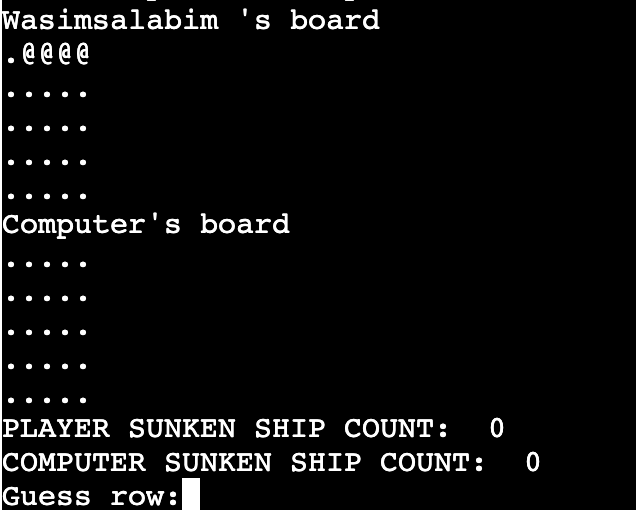 Wasimsalabim 's board
.@@@@
.....
.....
.....
.....
Computer's board
.....
.....
.....
.....
.....
PLAYER SUNKEN SHIP COUNT:  0
COMPUTER SUNKEN SHIP COUNT:  0
Guess row: